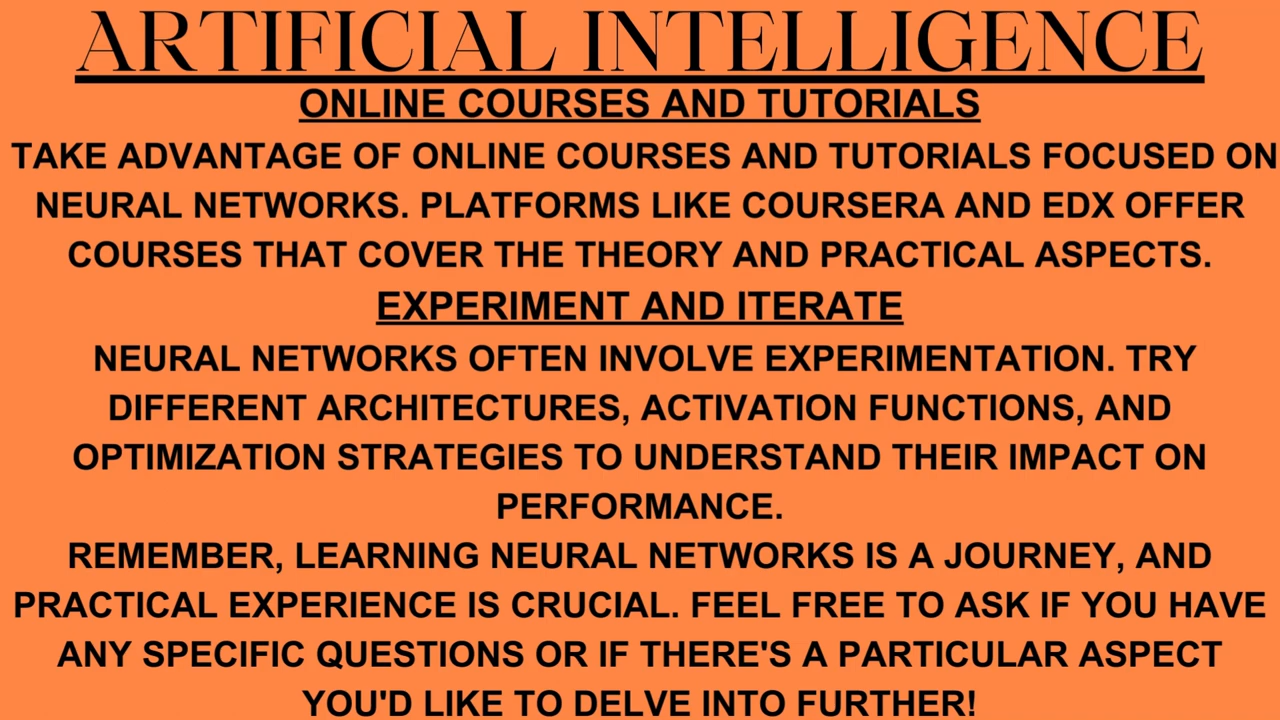 ARTIFICIAL INTELLIGENCE
ONLINE COURSES AND TUTORIALS
TAKE ADVANTAGE OF ONLINE COURSES AND TUTORIALS FOCUSED ON
NEURAL NETWORKS. PLATFORMS LIKE COURSERA AND EDX OFFER
COURSES THAT COVER THE THEORY AND PRACTICAL ASPECTS.
EXPERIMENT AND ITERATE
NEURAL NETWORKS OFTEN INVOLVE EXPERIMENTATION. TRY
DIFFERENT ARCHITECTURES, ACTIVATION FUNCTIONS, AND
OPTIMIZATION STRATEGIES TO UNDERSTAND THEIR IMPACT ON
PERFORMANCE.
REMEMBER, LEARNING NEURAL NETWORKS IS A JOURNEY, AND
PRACTICAL EXPERIENCE IS CRUCIAL. FEEL FREE TO ASK IF YOU HAVE
ANY SPECIFIC QUESTIONS OR IF THERE'S A PARTICULAR ASPECT
YOU'D LIKE TO DELVE INTO FURTHER!